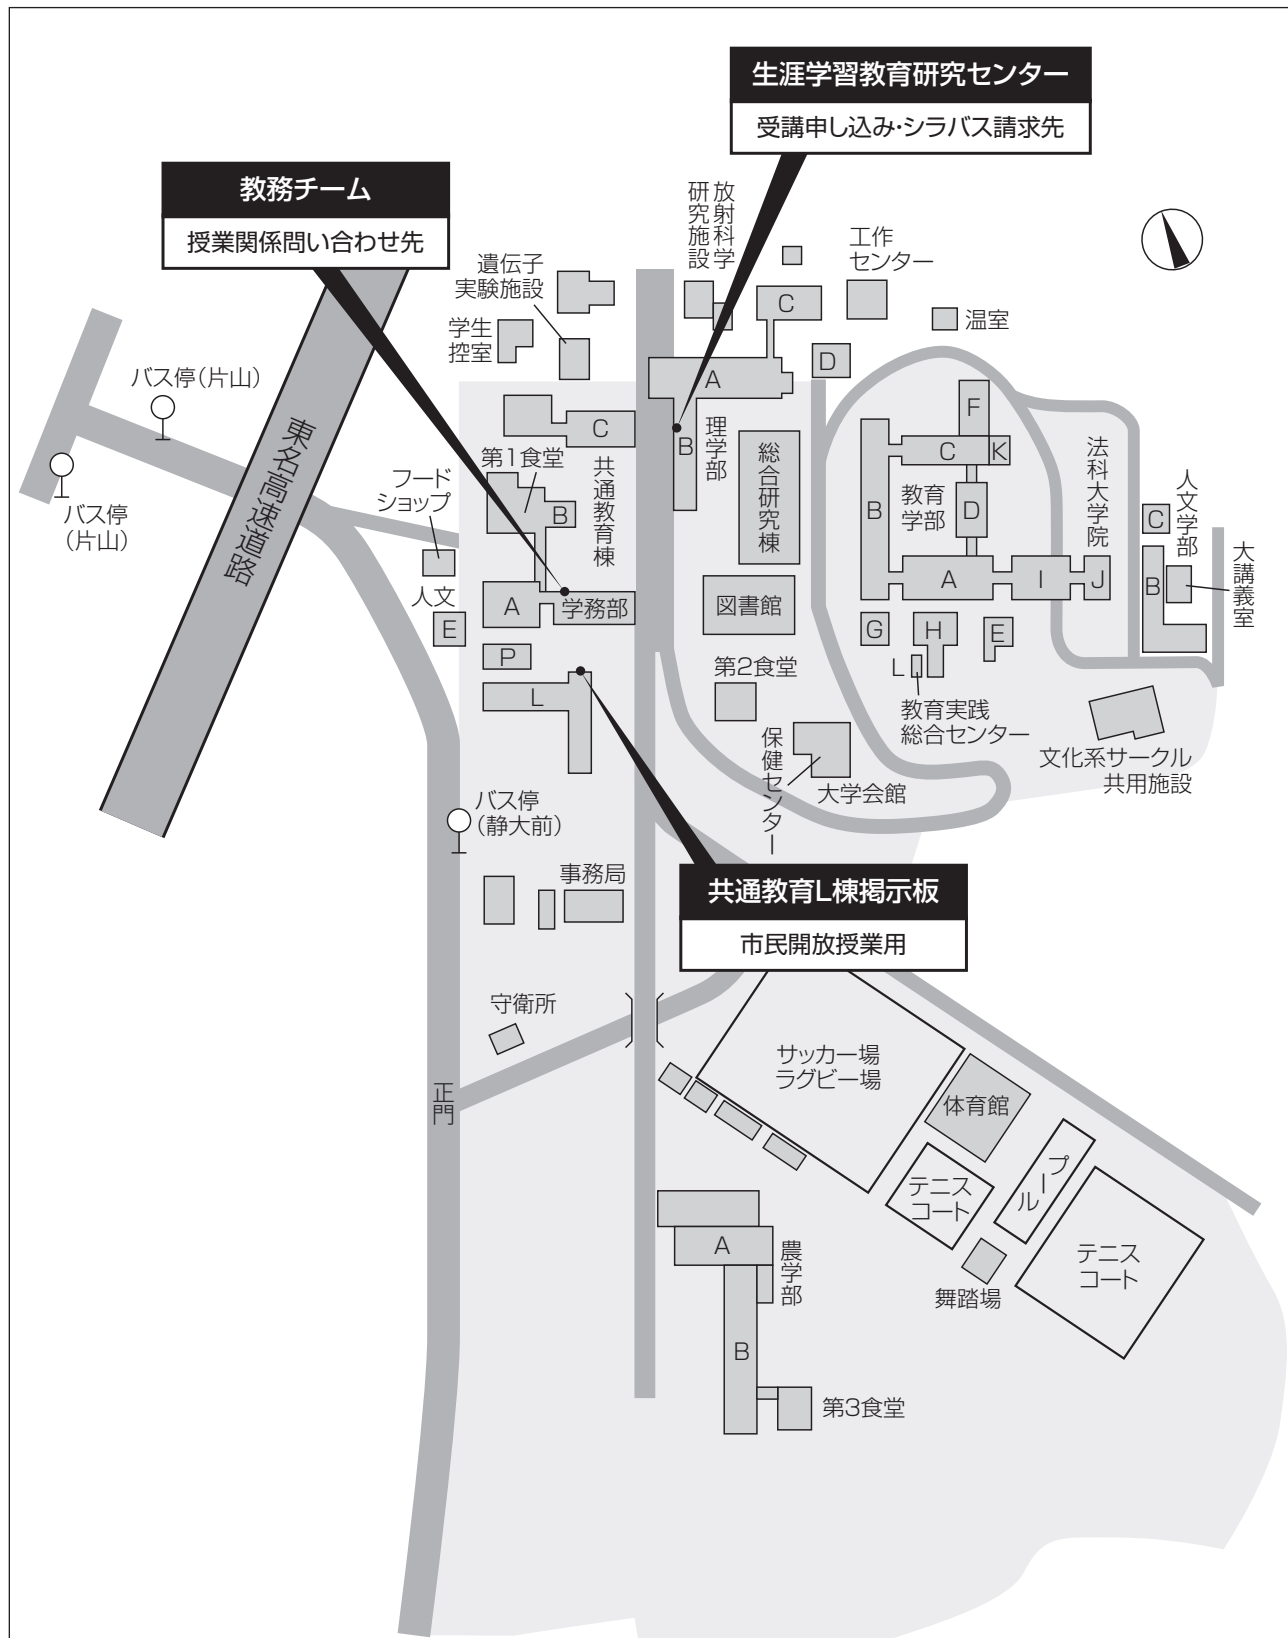 生涯学習教育研究センター
受講申し込み・シラバス請求先
教務チーム
授業関係問い合わせ先
放射科学
研究施設
工作
センター
遺伝子
実験施設
学生
控室
C
温室
D
A
B
理学部
バス停(片山)
バス停
(片山)
東名高速道路
C
第1食堂
共通教育棟
フード
ショップ
B
A
学務部
人文
E
P
L
総合研究棟
図書館
第2食堂
保健センター
大学会館
F
C
K
B
教育
学部
D
A
I
J
G
H
E
L
教育実践
総合センター
法科大学院
人文学部
C
B
大講義室
文化系サークル
共用施設
バス停
(静大前)
事務局
共通教育L棟掲示板
市民開放授業用
守衛所
正門
サッカー場
ラグビー場
体育館
プール
テニス
コート
テニス
コート
舞踏場
A
農学部
B
第3食堂